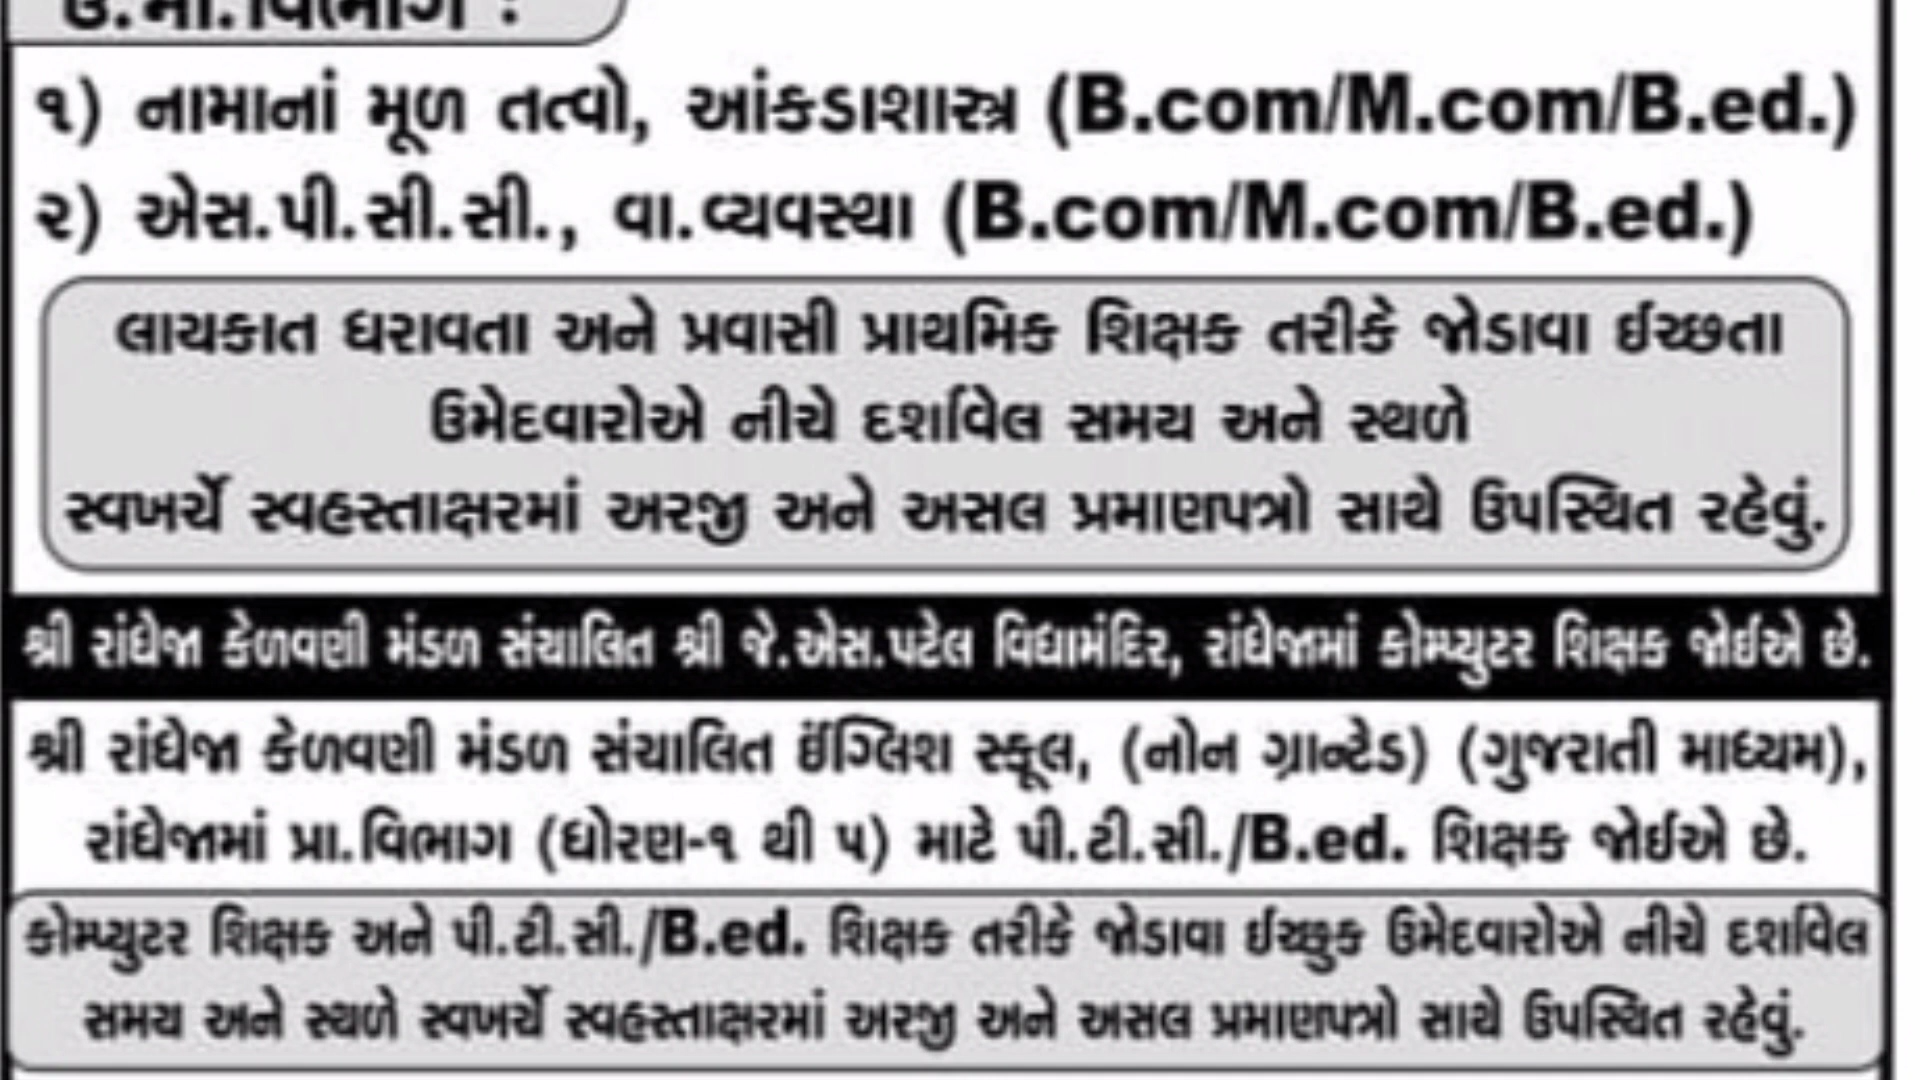 ઉ.મા.વિભાગ :
૧) નામાનાં મૂળ તત્વો, આંકડાશાસ્ત્ર (B.com/M.com/B.ed.)
૨) એસ.પી.સી.સી., વા.વ્યવસ્થા (B.com/M.com/B.ed.)
લાયકાત ધરાવતા અને પ્રવાસી પ્રાથમિક શિક્ષક તરીકે જોડાવા ઈચ્છતા
ઉમેદવારોએ નીચે દર્શાવેલ સમય અને સ્થળે
સ્વખર્ચે સ્વહસ્તાક્ષરમાં અરજી અને અસલ પ્રમાણપત્રો સાથે ઉપસ્થિત રહેવું.
શ્રી રાંધેજા કેળવણી મંડળ સંચાલિત શ્રી જે.એસ.પટેલ વિદ્યામંદિર, રાંધેજામાં કોમ્પ્યુટર શિક્ષક જોઈએ છે.
શ્રી રાંધેજા કેળવણી મંડળ સંચાલિત ઈંગ્લિશ સ્કૂલ, (નોન ગ્રાન્ટેડ) (ગુજરાતી માધ્યમ),
રાંધેજામાં પ્રા.વિભાગ (ધોરણ-૧ થી ૫) માટે પી.ટી.સી./B.ed. શિક્ષક જોઈએ છે.
કોમ્પ્યુટર શિક્ષક અને પી.ટી.સી./B.ed. શિક્ષક તરીકે જોડાવા ઈચ્છુક ઉમેદવારોએ નીચે દર્શાવેલ
સમય અને સ્થળે સ્વખર્ચે સ્વહસ્તાક્ષરમાં અરજી અને અસલ પ્રમાણપત્રો સાથે ઉપસ્થિત રહેવું.